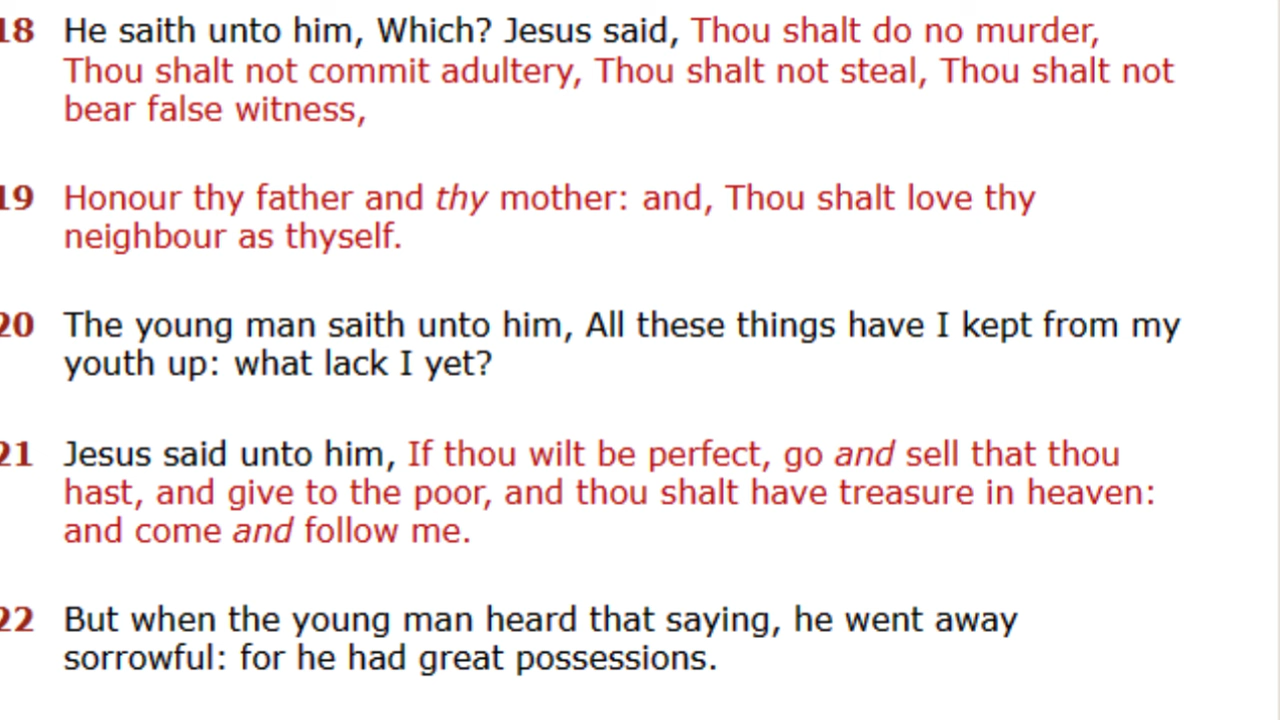 18 He saith unto him, Which? Jesus said, Thou shalt do no murder,
Thou shalt not commit adultery, Thou shalt not steal, Thou shalt not
bear false witness,
19 Honour thy father and thy mother: and, Thou shalt love thy
neighbour as thyself.
20 The young man saith unto him, All these things have I kept from my
youth up: what lack I yet?
21 Jesus said unto him, If thou wilt be perfect, go and sell that thou
hast, and give to the poor, and thou shalt have treasure in heaven:
and come and follow me.
22 But when the young man heard that saying, he went away
sorrowful: for he had great possessions.